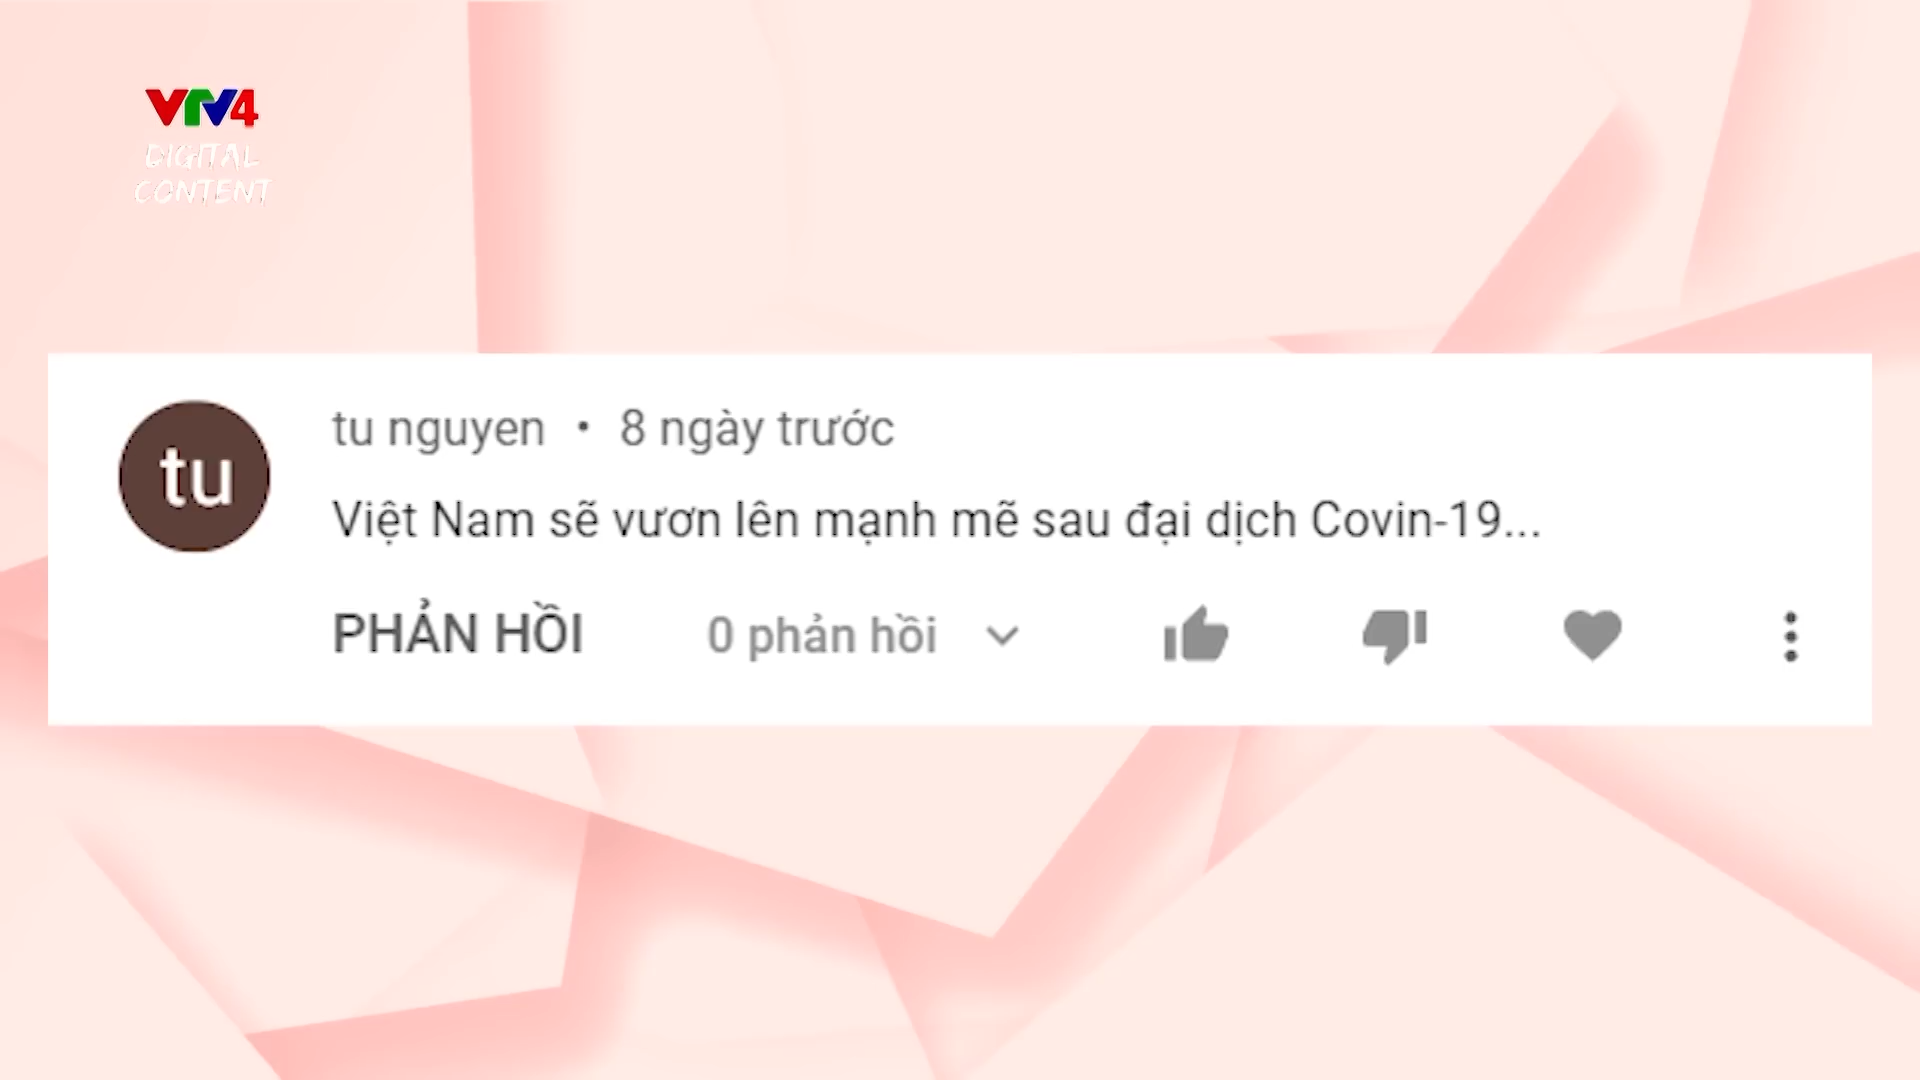 VTV4
DIGITAL
CONTENT
tu nguyen • 8 ngày trước
tu
Việt Nam sẽ vươn lên mạnh mẽ sau đại dịch Covin-19...
PHẢN HỒI 0 phản hồi